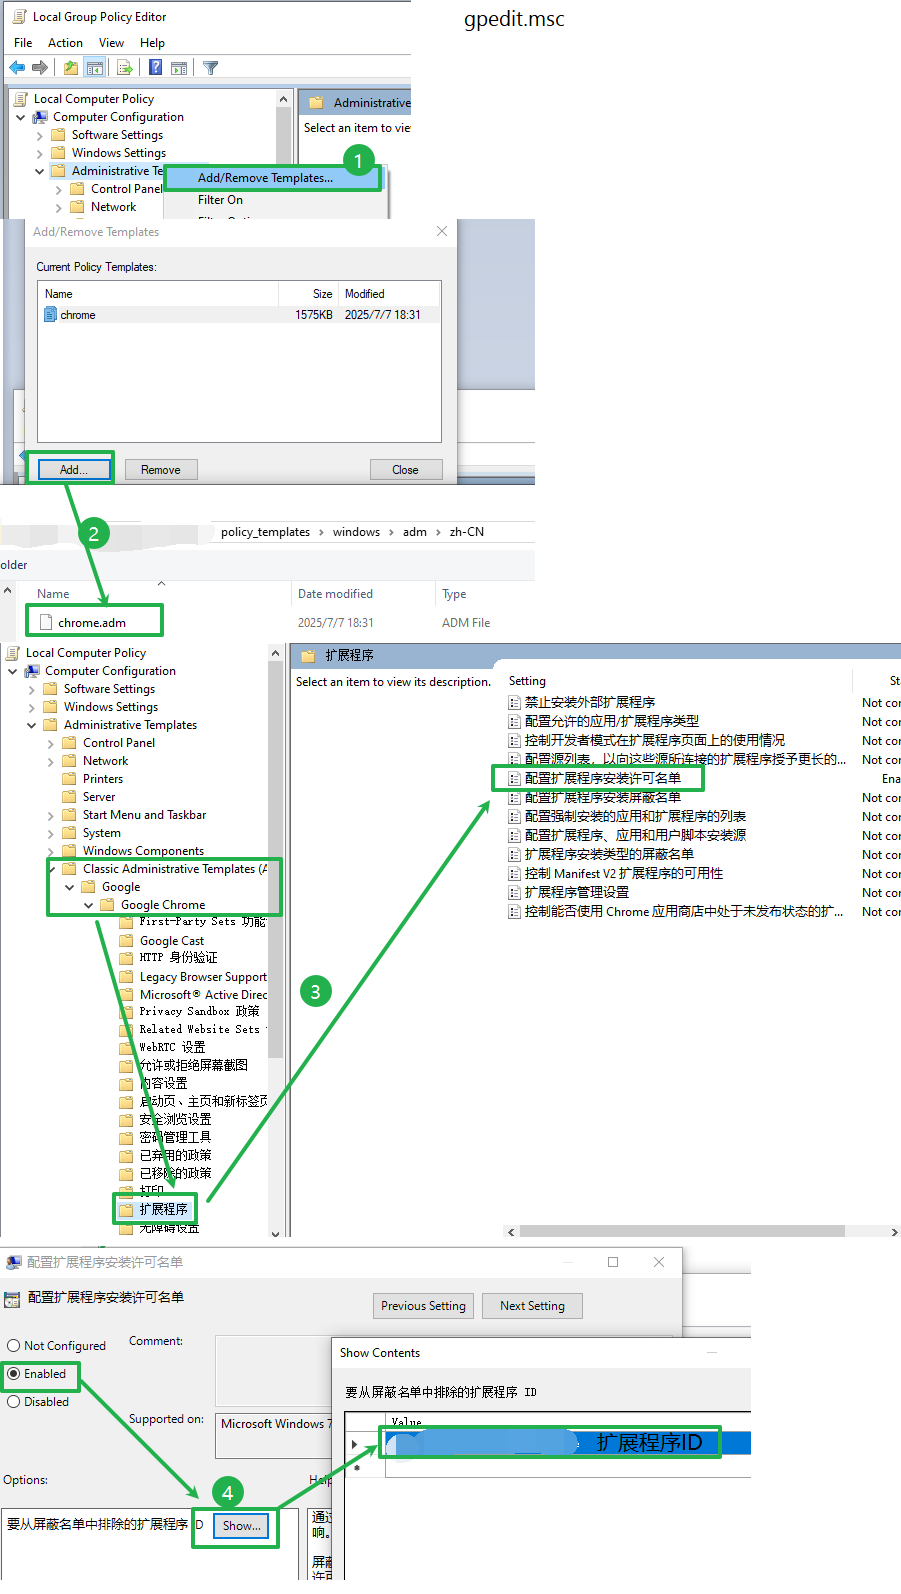 Local Group Policy Editor
gpedit.msc
File Action View Help
Local Computer Policy
Computer Configuration
Software Settings
Windows Settings
Administrative Te
Control Panel
Network
Administrative
Select an item to vie
1
Add/Remove Templates...
Filter On
Add/Remove Templates
Current Policy Templates:
Name Size Modified
chrome 1575KB 2025/7/7 18:31
Add... Remove Close
2
policy_templates > windows > adm > zh-CN
older
Name Date modified Type
chrome.adm 2025/7/7 18:31 ADM File
Local Computer Policy
Computer Configuration
Software Settings
Windows Settings
Administrative Templates
Control Panel
Network
Printers
Server
Start Menu and Taskbar
System
Windows Components
Classic Administrative Templates (A
Google
Google Chrome
First-Party Sets 功能
Google Cast
HTTP 身份验证
Legacy Browser Support
Microsoft® Active Direc
Privacy Sandbox 政策
Related Website Sets
WebRTC 设置
允许或拒绝屏幕截图
内容设置
启动页、主页和新标签页
安全浏览设置
密码管理工具
已弃用的政策
已移除的政策
打印
扩展程序
无障碍设置
3
扩展程序
Select an item to view its description.
Setting St
禁止安装外部扩展程序 Not cor
配置允许的应用/扩展程序类型 Not cor
控制开发者模式在扩展程序页面上的使用情况 Not cor
配置源列表，以向这些源所连接的扩展程序授予更长的... Not cor
配置扩展程序安装许可名单 Ena
配置扩展程序安装屏蔽名单 Not cor
配置强制安装的应用和扩展程序的列表 Not cor
配置扩展程序、应用和用户脚本安装源 Not cor
扩展程序安装类型的屏蔽名单 Not cor
控制 Manifest V2 扩展程序的可用性 Not cor
扩展程序管理设置 Not cor
控制能否使用 Chrome 应用商店中处于未发布状态的扩... Not cor
配置扩展程序安装许可名单
配置扩展程序安装许可名单
Previous Setting Next Setting
Not Configured
Enabled
Disabled
Comment:
Supported on:
Microsoft Windows 7
Options:
Help
要从屏蔽名单中排除的扩展程序 ID
Show...
4
通过
响。
屏蔽
许可
Show Contents
要从屏蔽名单中排除的扩展程序 ID
Value
扩展程序ID